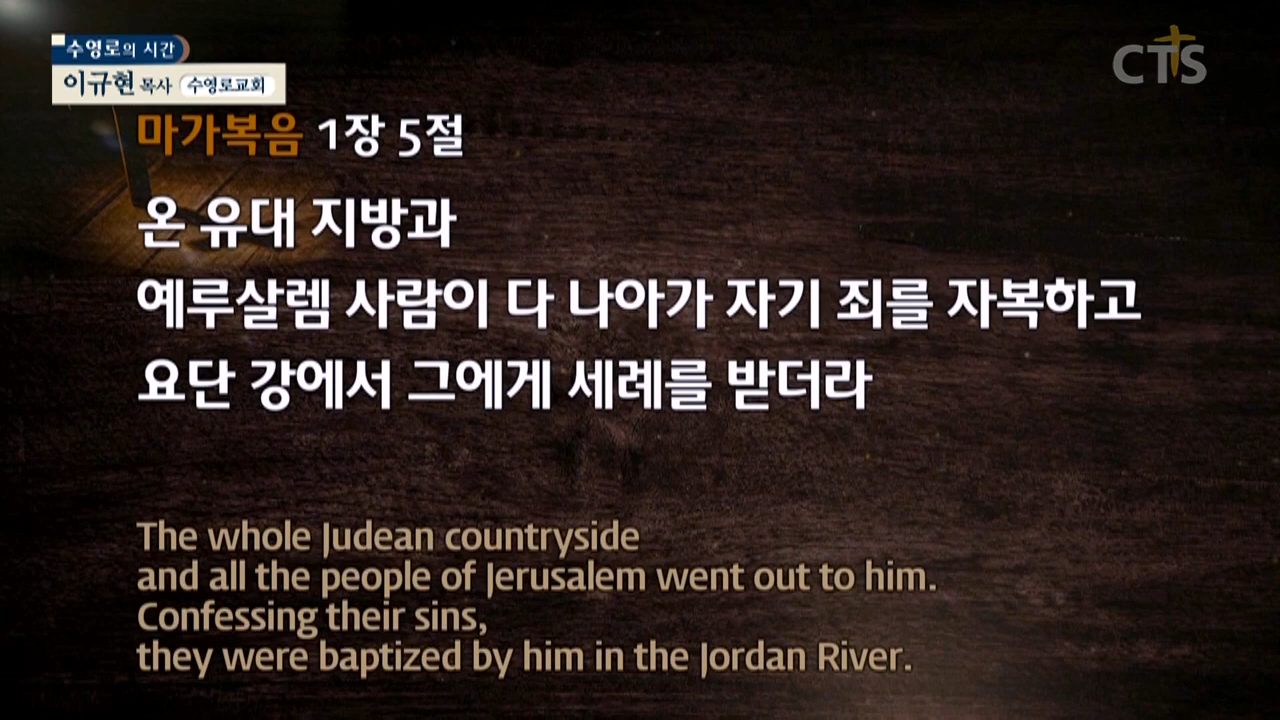 수영로의 시간
이규현 목사 수영로교회
CTS
마가복음 1장 5절
온 유대 지방과
예루살렘 사람이 다 나아가 자기 죄를 자복하고
요단 강에서 그에게 세례를 받더라
The whole Judean countryside
and all the people of Jerusalem went out to him.
Confessing their sins,
they were baptized by him in the Jordan River.